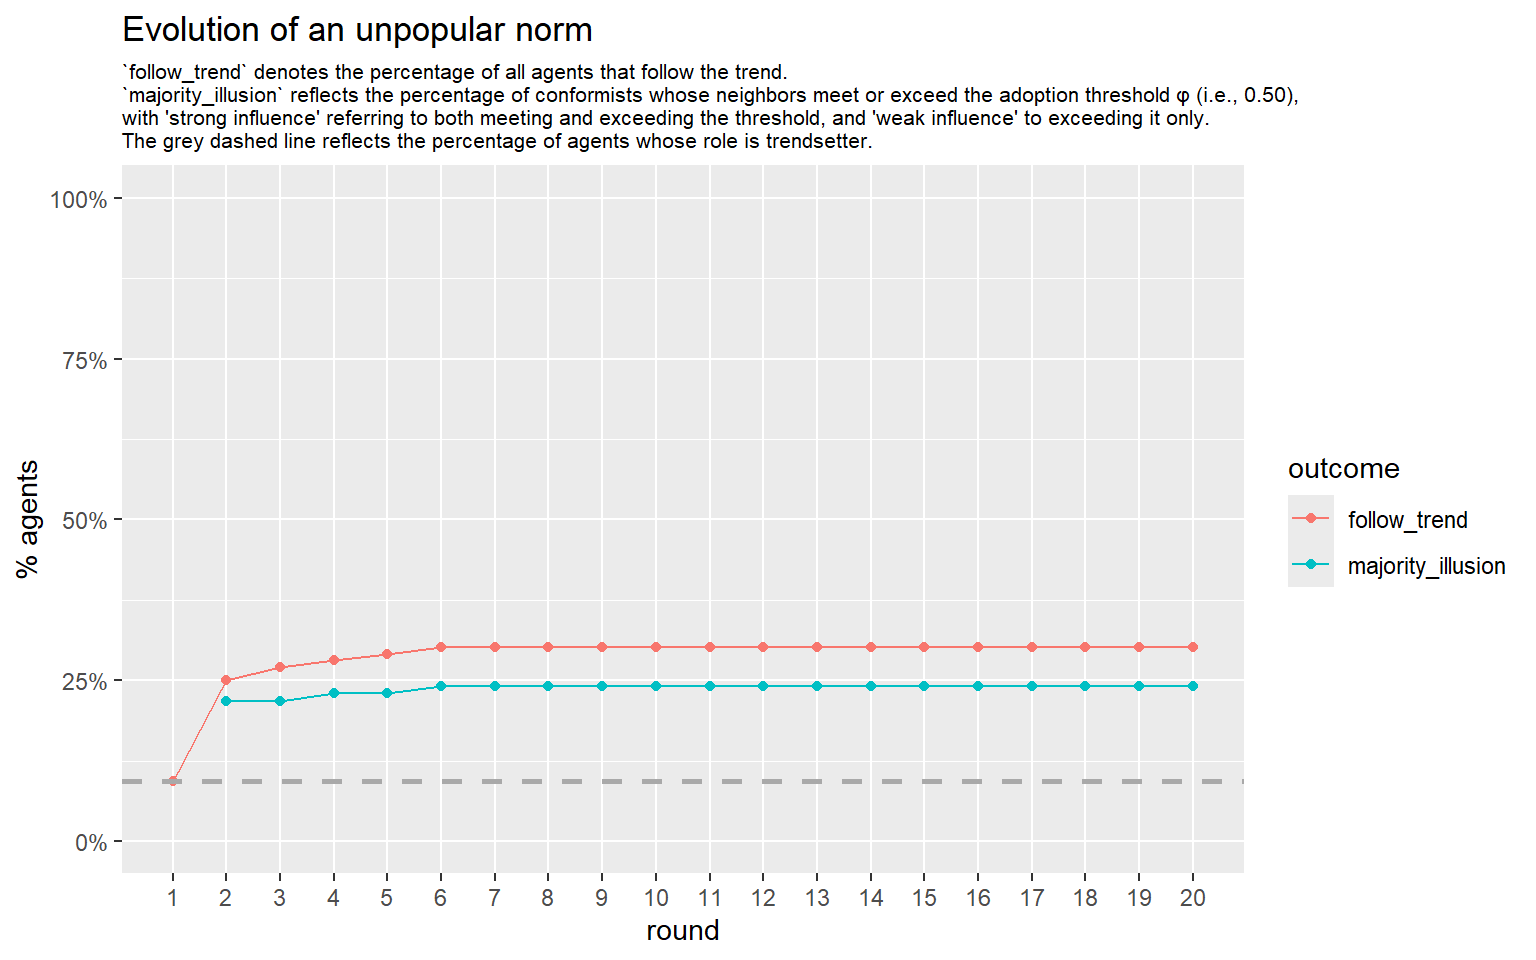 Evolution of an unpopular norm
`follow_trend` denotes the percentage of all agents that follow the trend.
`majority_illusion` reflects the percentage of conformists whose neighbors meet or exceed the adoption threshold φ (i.e., 0.50),
with 'strong influence' referring to both meeting and exceeding the threshold, and 'weak influence' to exceeding it only.
The grey dashed line reflects the percentage of agents whose role is trendsetter.
100%
75%
50%
25%
0%
% agents
1 2 3 4 5 6 7 8 9 10 11 12 13 14 15 16 17 18 19 20
round
outcome
follow_trend
majority_illusion